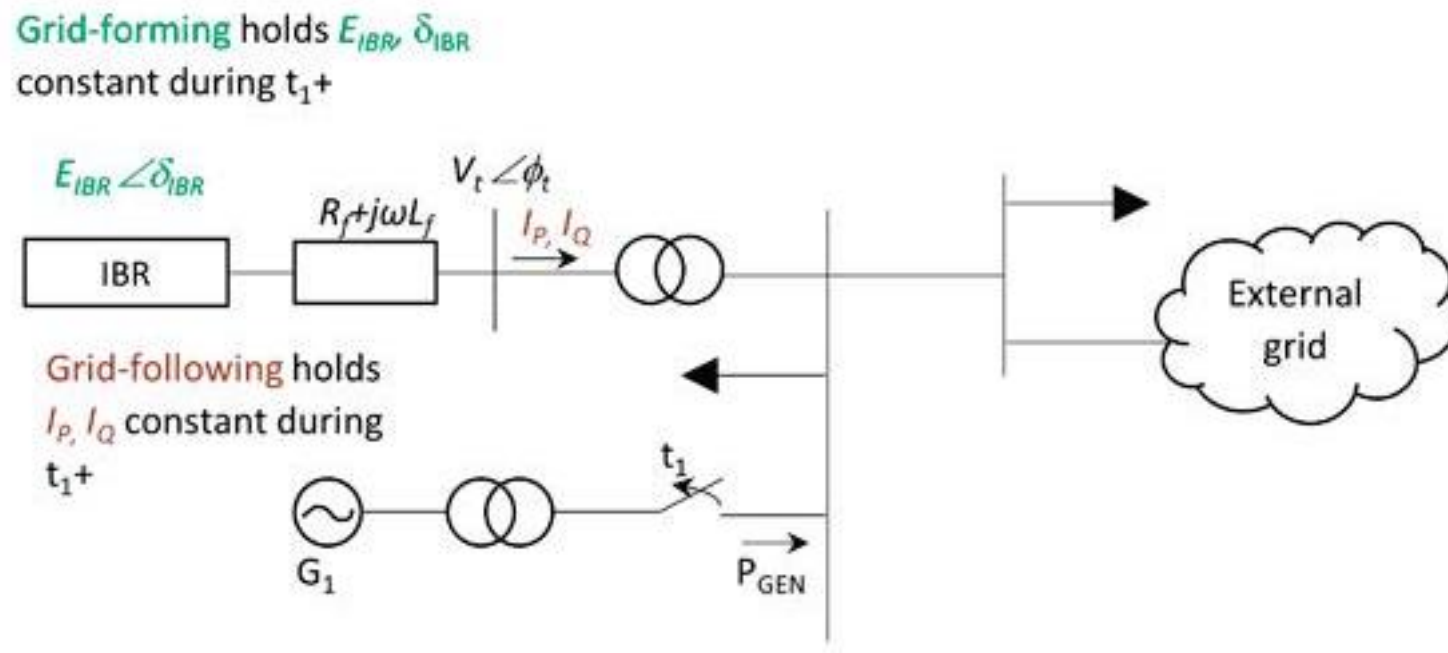 Grid-forming holds E_IBR, δ_IBR
constant during t₁+
E_IBR ∠δ_IBR
V_t ∠ϕ_t
R_f+jωL_f
I_P, I_Q
IBR
External
grid
Grid-following holds
I_P, I_Q constant during
t₁+
t₁
G₁
P_GEN